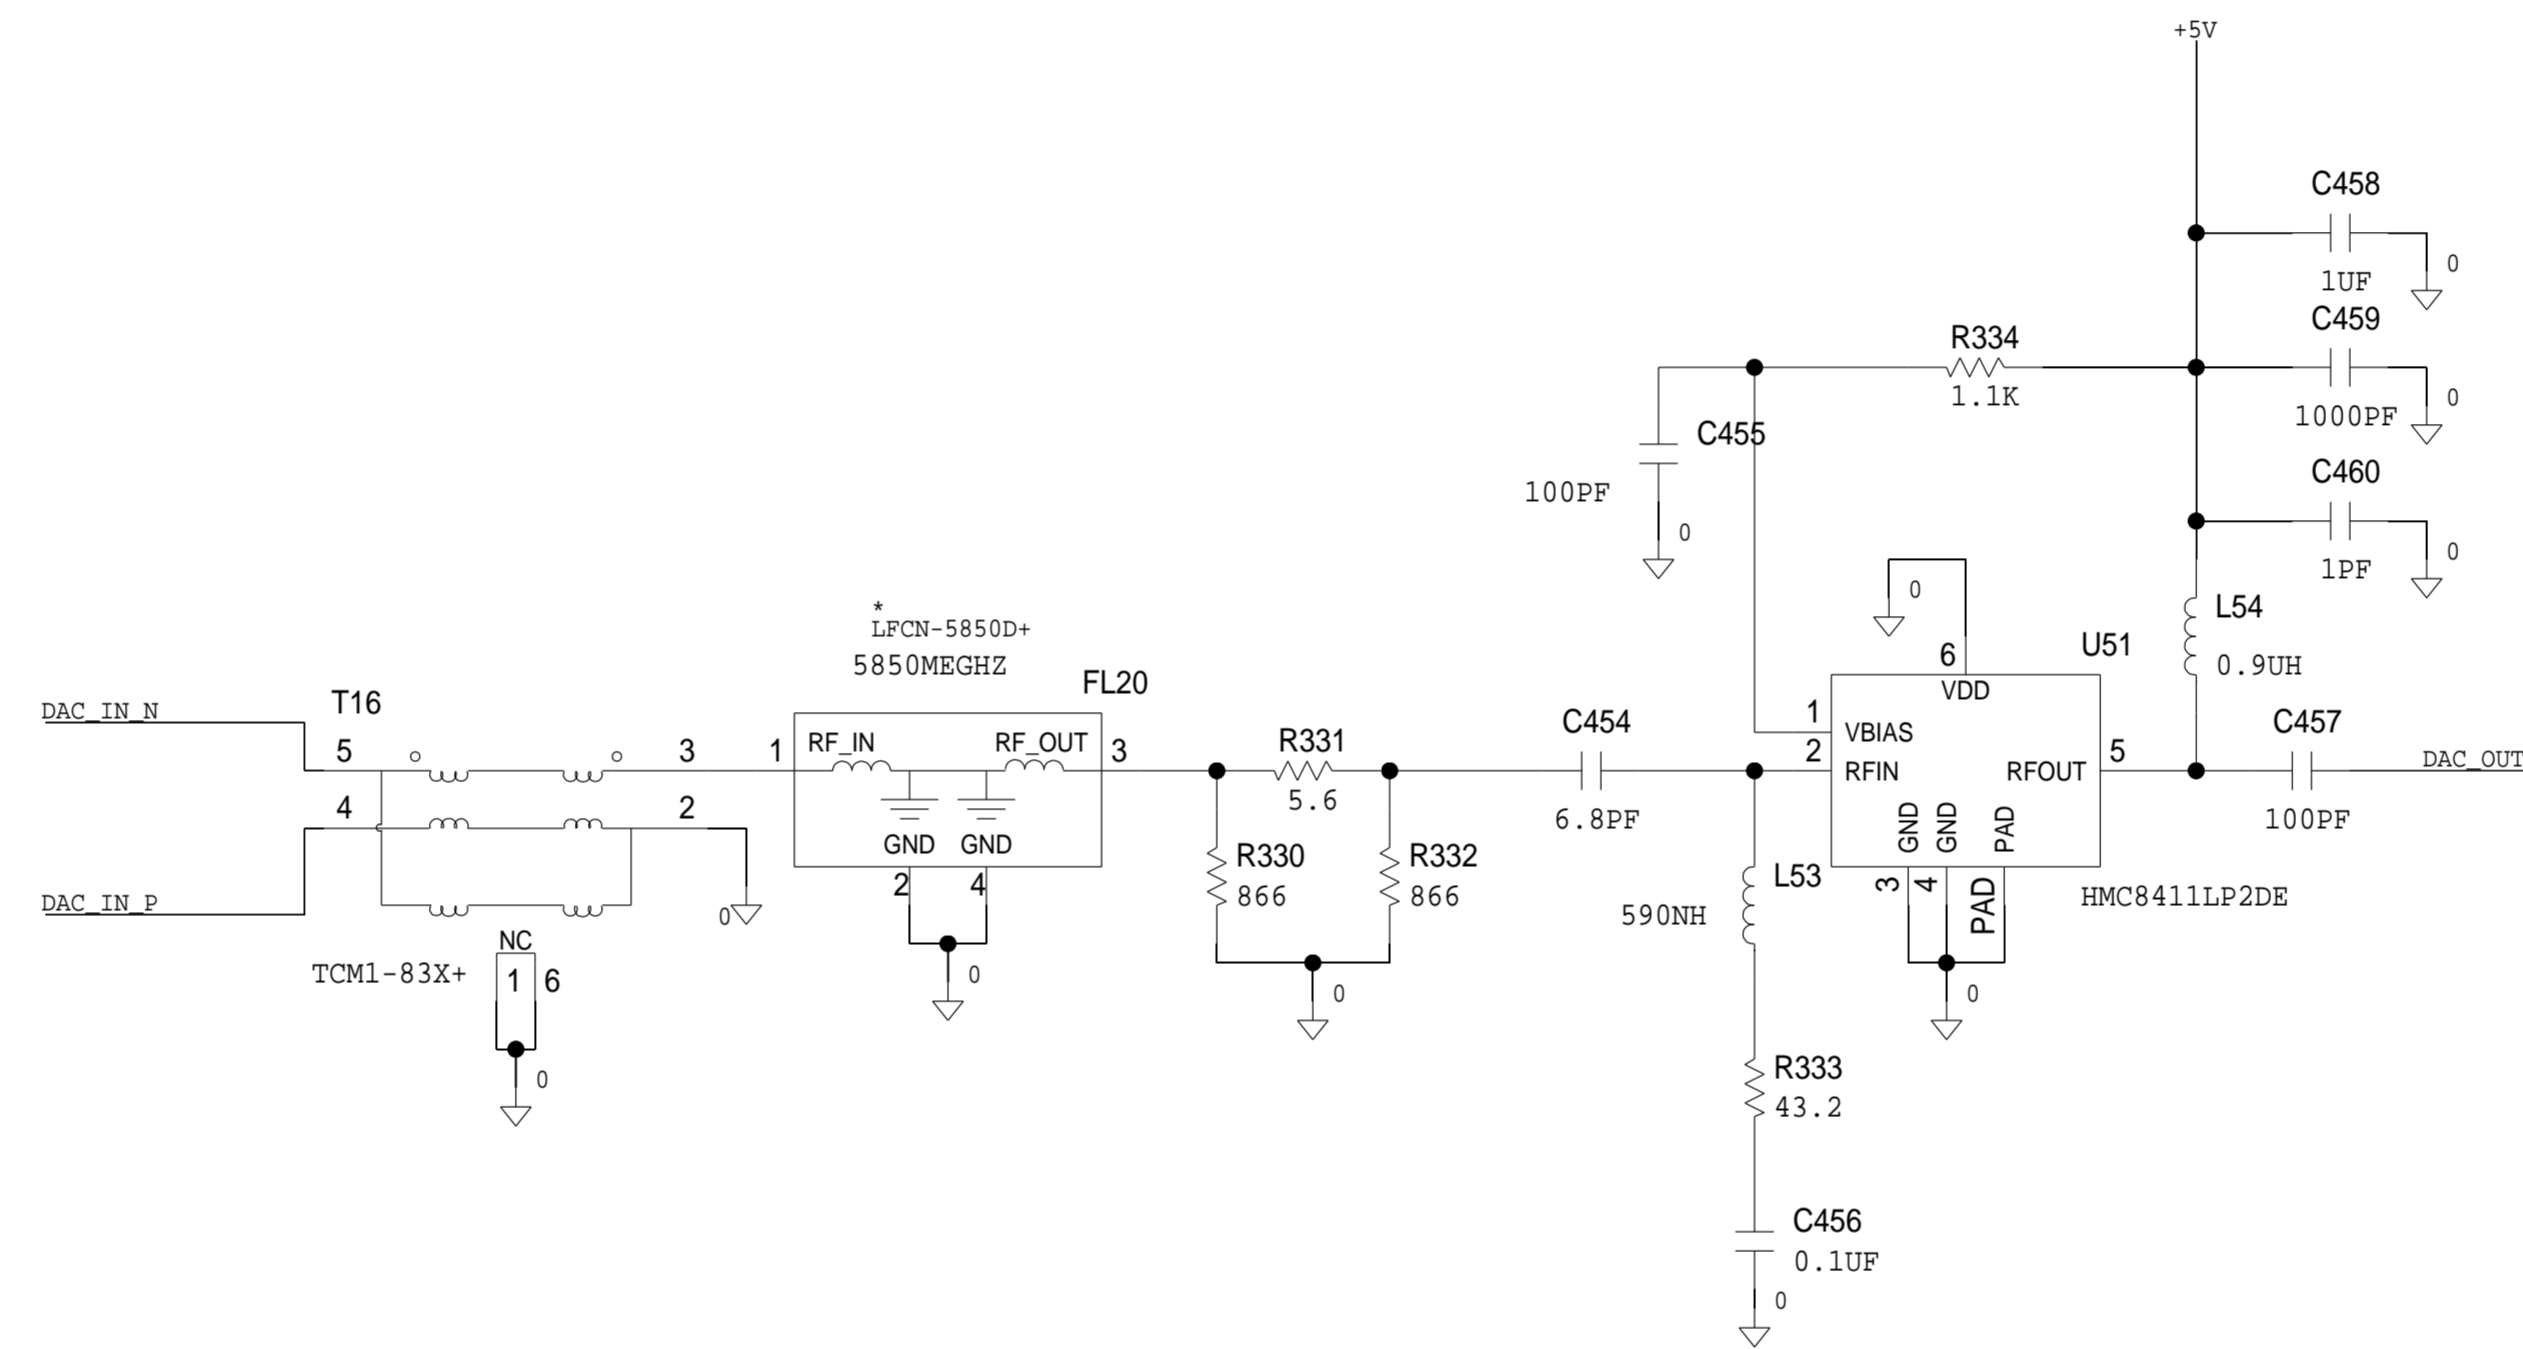 +5V
C458
1UF
0
C459
1000PF
0
C460
1PF
0
R334
1.1K
C455
100PF
0
0
L54
0.9UH
U51
6
VDD
1
VBIAS
2
RFIN
RFOUT
5
GND
GND
PAD
3
4
PAD
HMC8411LP2DE
0
C457
100PF
DAC_OUT
*
LFCN-5850D+
5850MEGHZ
FL20
DAC_IN_N
T16
5
3
4
2
DAC_IN_P
0
NC
1
6
TCM1-83X+
0
1
RF_IN
RF_OUT
3
GND
GND
2
4
0
R331
5.6
R330
866
R332
866
0
C454
6.8PF
L53
590NH
R333
43.2
C456
0.1UF
0